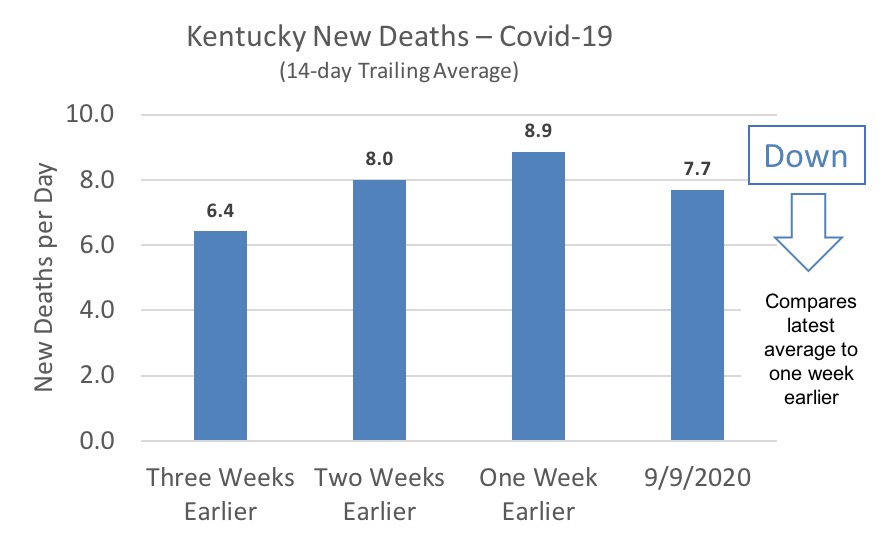 Kentucky New Deaths – Covid-19
(14-day Trailing Average)
New Deaths per Day
10.0
8.0
6.0
4.0
2.0
0.0
6.4
8.0
8.9
7.7
Three Weeks
Earlier
Two Weeks
Earlier
One Week
Earlier
9/9/2020
Down
Compares
latest
average to
one week
earlier